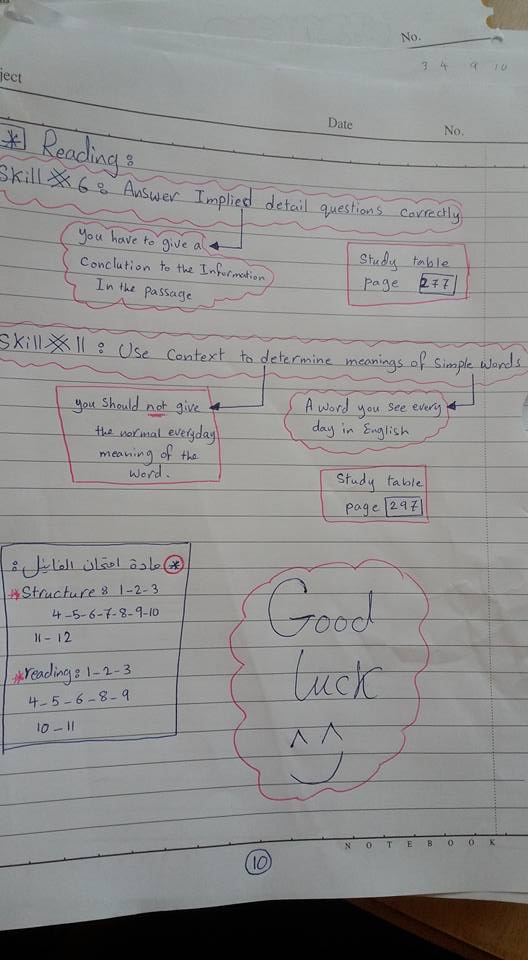 No.
3 4 9 10
ject
Date
No.
* Reading:
Skill 6: Answer Implied detail questions correctly
you have to give a
Conclution to the Information
In the passage
Study table
page 277
Skill 11: Use Context to determine meanings of simple words
you should not give
the normal everyday
meaning of the
word.
A word you see every
day in English
Study table
page 297
* مادة امتحان الفاينل:
*Structure: 1-2-3
4-5-6-7-8-9-10
11-12
*reading: 1-2-3
4-5-6-8-9
10-11
Good
luck
^ ^
NOTEBOOK
10